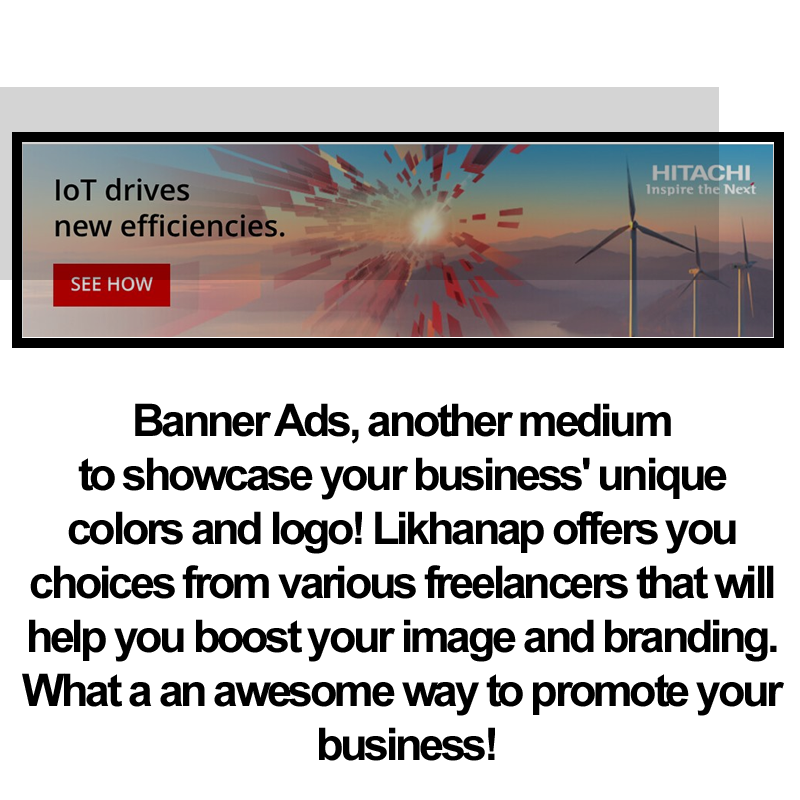 IoT drives
new efficiencies.
SEE HOW
HITACHI
Inspire the Next
Banner Ads, another medium
to showcase your business' unique
colors and logo! Likhanap offers you
choices from various freelancers that will
help you boost your image and branding.
What a an awesome way to promote your
business!